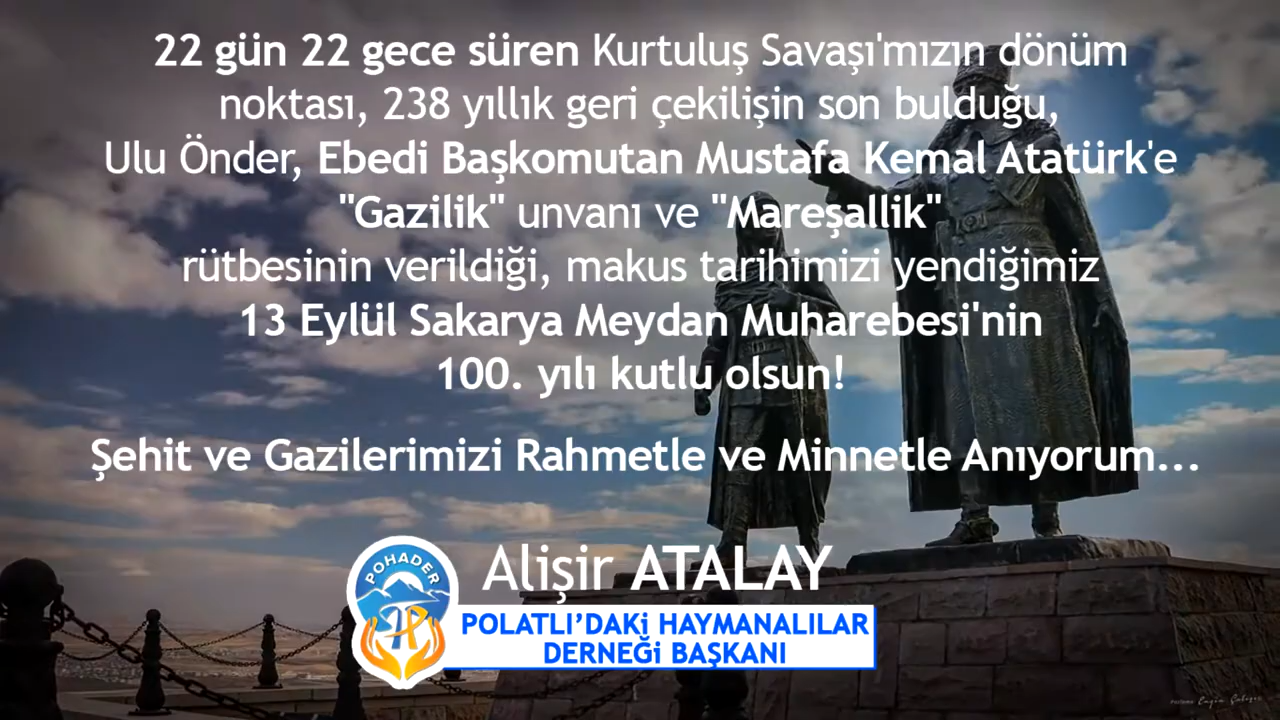 22 gün 22 gece süren Kurtuluş Savaşı'mızın dönüm
noktası, 238 yıllık geri çekilişin son bulduğu,
Ulu Önder, Ebedi Başkomutan Mustafa Kemal Atatürk'e
"Gazilik" unvanı ve "Mareşallik"
rütbesinin verildiği, makus tarihimizi yendiğimiz
13 Eylül Sakarya Meydan Muharebesi'nin
100. yılı kutlu olsun!
Şehit ve Gazilerimizi Rahmetle ve Minnetle Anıyorum...
Alişir ATALAY
POHADER
POLATLI’DAKi HAYMANALILAR
DERNEĞi BAŞKANI